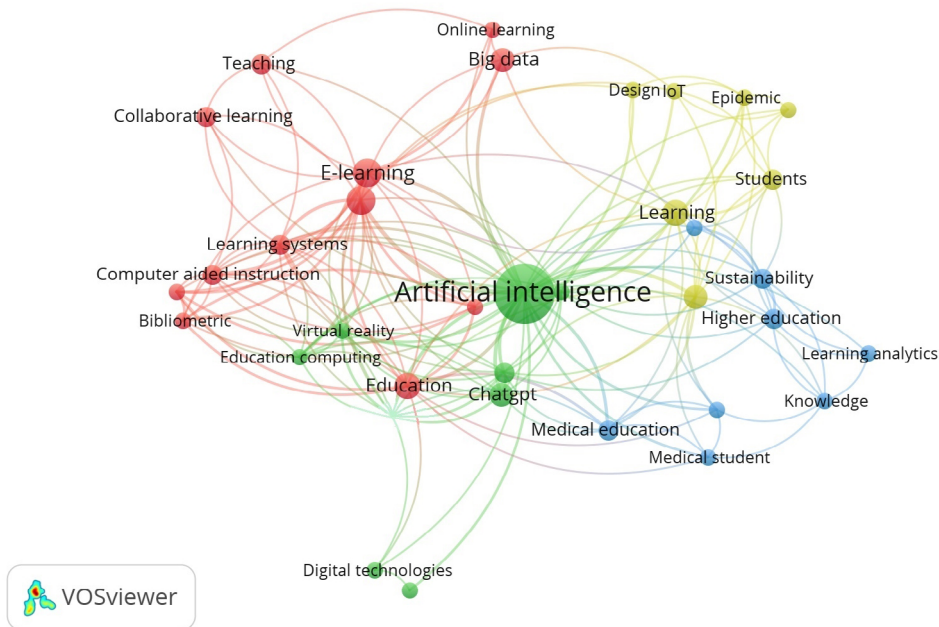 Online learning
Big data
Teaching
Design
IoT
Epidemic
Collaborative learning
E-learning
Students
Learning
Learning systems
Computer aided instruction
Sustainability
Artificial intelligence
Bibliometric
Higher education
Virtual reality
Education computing
Learning analytics
Education
Chatgpt
Knowledge
Medical education
Medical student
Digital technologies
VOSviewer